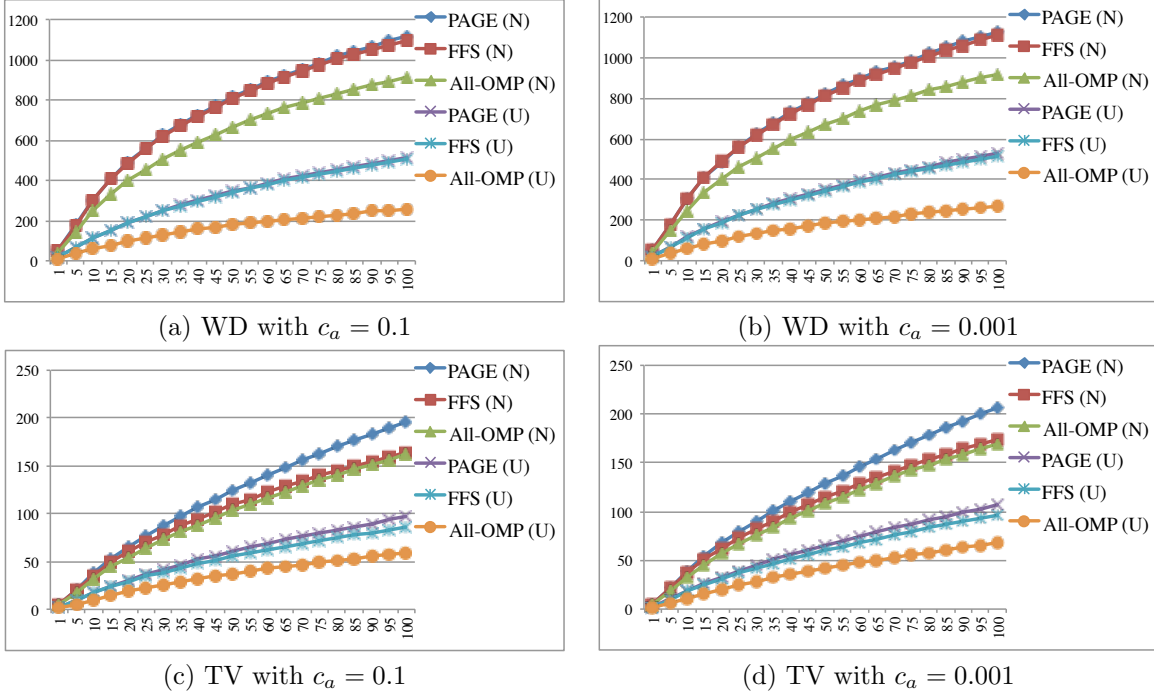 1200
1000
800
600
400
200
0
1 5 10 15 20 25 30 35 40 45 50 55 60 65 70 75 80 85 90 95 100
PAGE (N)
FFS (N)
All-OMP (N)
PAGE (U)
FFS (U)
All-OMP (U)
(a) WD with c_a = 0.1
1200
1000
800
600
400
200
0
1 5 10 15 20 25 30 35 40 45 50 55 60 65 70 75 80 85 90 95 100
PAGE (N)
FFS (N)
All-OMP (N)
PAGE (U)
FFS (U)
All-OMP (U)
(b) WD with c_a = 0.001
250
200
150
100
50
0
1 5 10 15 20 25 30 35 40 45 50 55 60 65 70 75 80 85 90 95 100
PAGE (N)
FFS (N)
All-OMP (N)
PAGE (U)
FFS (U)
All-OMP (U)
(c) TV with c_a = 0.1
250
200
150
100
50
0
1 5 10 15 20 25 30 35 40 45 50 55 60 65 70 75 80 85 90 95 100
PAGE (N)
FFS (N)
All-OMP (N)
PAGE (U)
FFS (U)
All-OMP (U)
(d) TV with c_a = 0.001